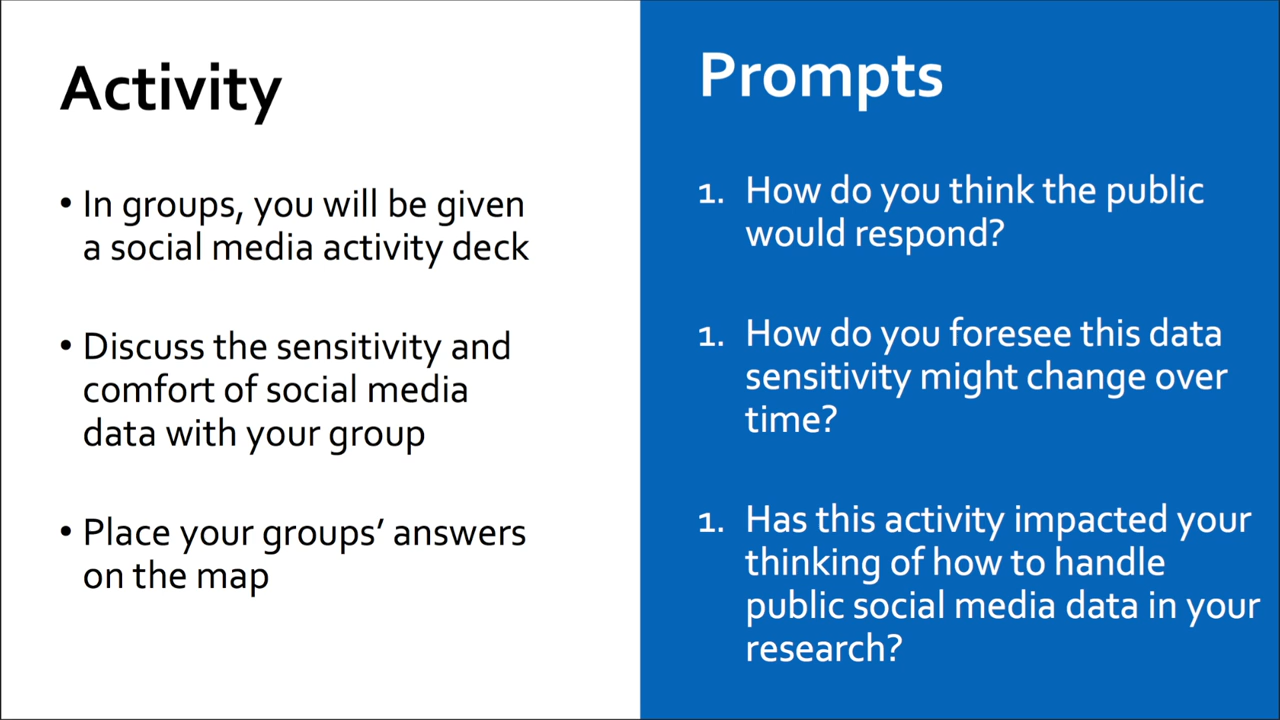 Activity
• In groups, you will be given
a social media activity deck
• Discuss the sensitivity and
comfort of social media
data with your group
• Place your groups’ answers
on the map
Prompts
1. How do you think the public
would respond?
1. How do you foresee this data
sensitivity might change over
time?
1. Has this activity impacted your
thinking of how to handle
public social media data in your
research?